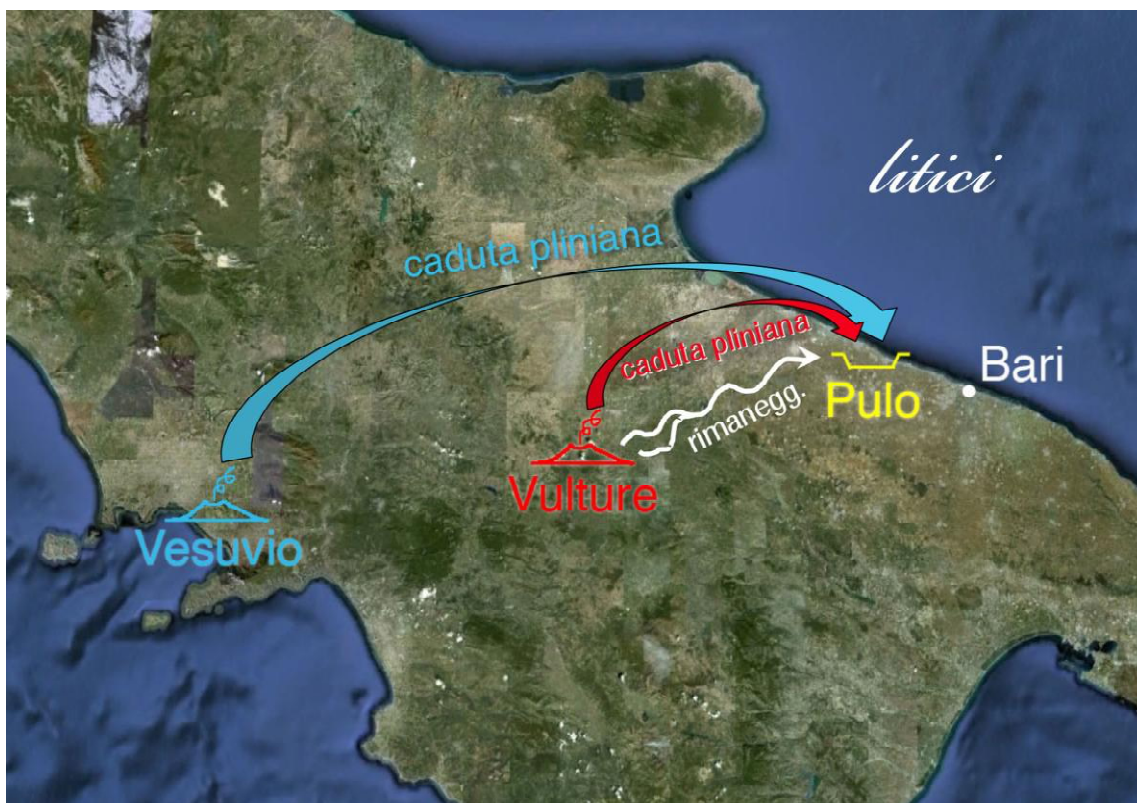 litici
caduta pliniana
caduta pliniana
Bari
Pulo
rimanegg.
Vulture
Vesuvio